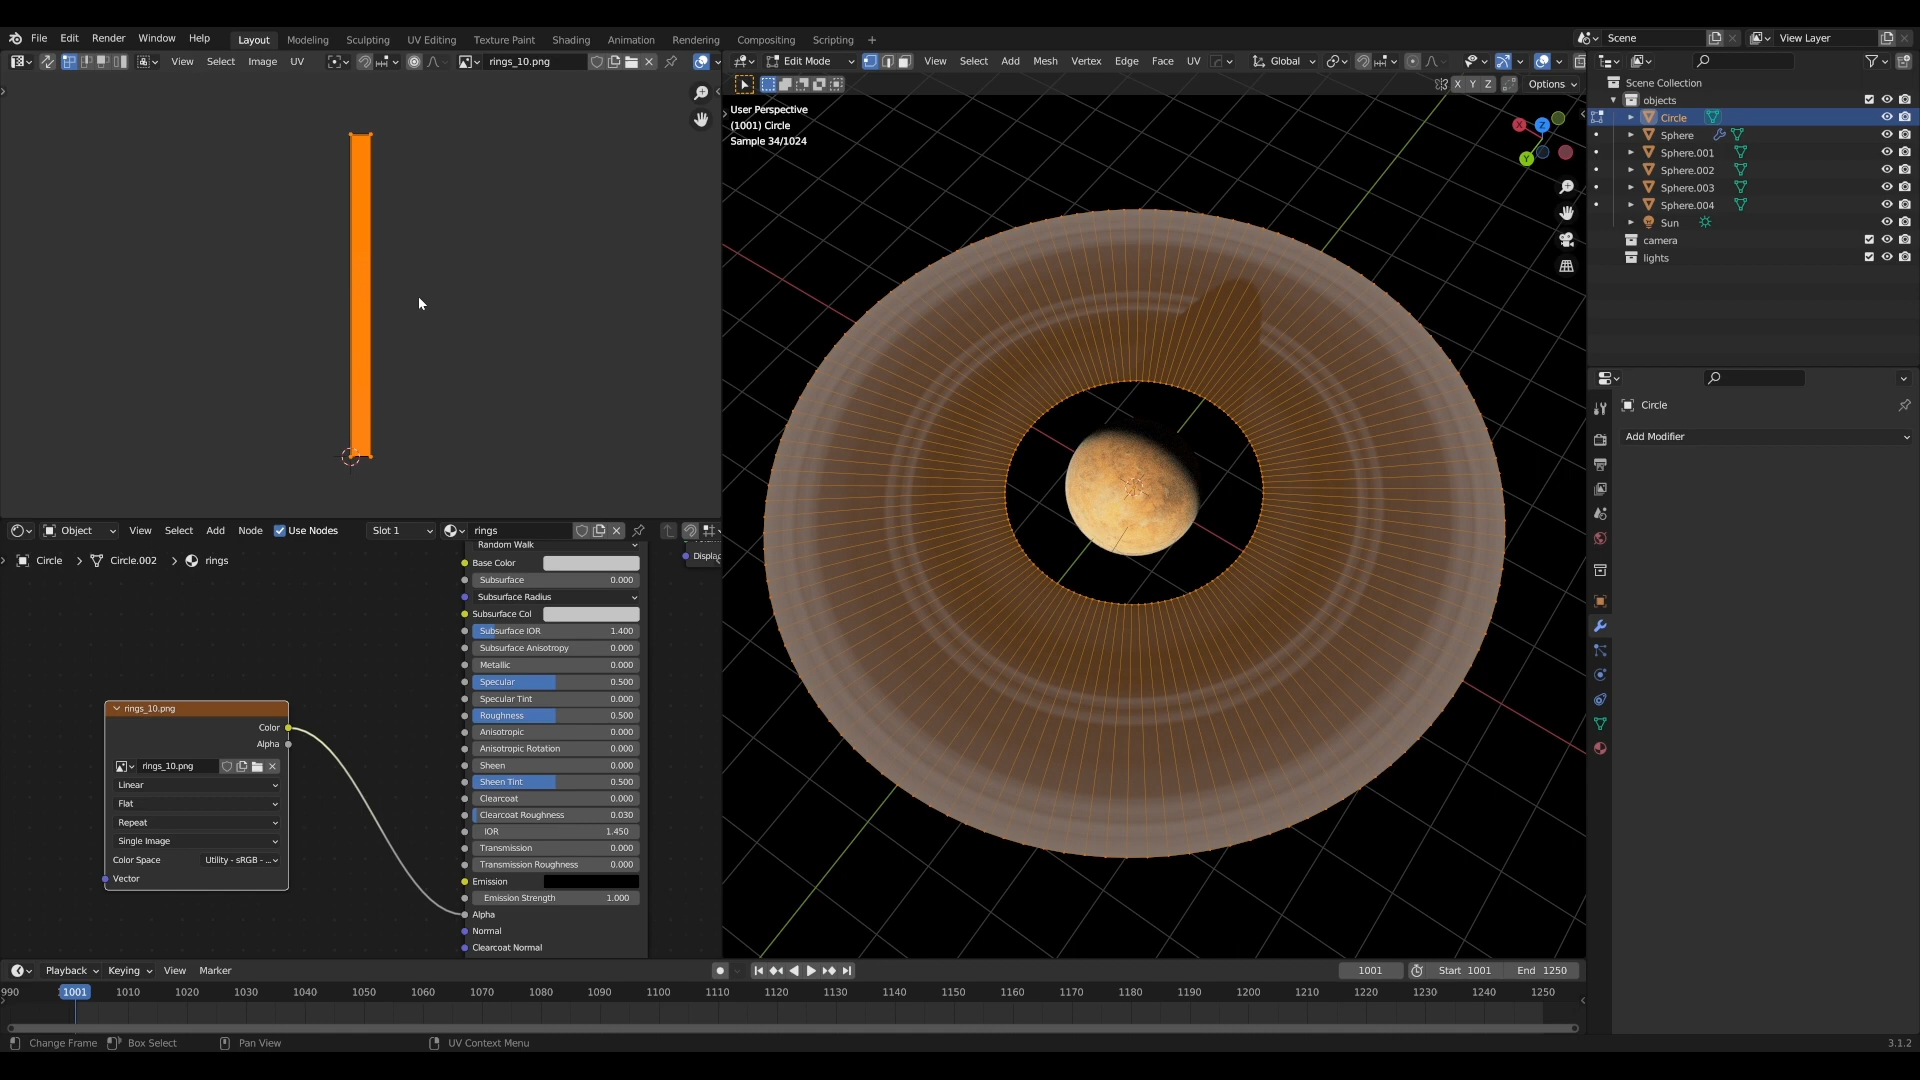 File Edit Render Window Help Layout Modeling Sculpting UV Editing Texture Paint Shading Animation Rendering Compositing Scripting + Scene View Layer
View Select Image UV rings_10.png
Edit Mode View Select Add Mesh Vertex Edge Face UV Global
X Y Z Options
User Perspective
(1001) Circle
Sample 34/1024
X Z Y
Scene Collection
objects
Circle
Sphere
Sphere.001
Sphere.002
Sphere.003
Sphere.004
Sun
camera
lights
Circle
Add Modifier
Object View Select Add Node Use Nodes Slot 1 rings
Circle > Circle.002 > rings
Random Walk
Base Color
Subsurface 0.000
Subsurface Radius
Subsurface Col
Subsurface IOR 1.400
Subsurface Anisotropy 0.000
Metallic 0.000
Specular 0.500
Specular Tint 0.000
Roughness 0.500
Anisotropic 0.000
Anisotropic Rotation 0.000
Sheen 0.000
Sheen Tint 0.500
Clearcoat 0.000
Clearcoat Roughness 0.030
IOR 1.450
Transmission 0.000
Transmission Roughness 0.000
Emission
Emission Strength 1.000
Alpha
Normal
Clearcoat Normal
Displac
rings_10.png
Color
Alpha
rings_10.png
Linear
Flat
Repeat
Single Image
Color Space Utility - sRGB - ...
Vector
Playback Keying View Marker 1001 Start 1001 End 1250
990 1001 1010 1020 1030 1040 1050 1060 1070 1080 1090 1100 1110 1120 1130 1140 1150 1160 1170 1180 1190 1200 1210 1220 1230 1240 1250
Change Frame Box Select Pan View UV Context Menu 3.1.2